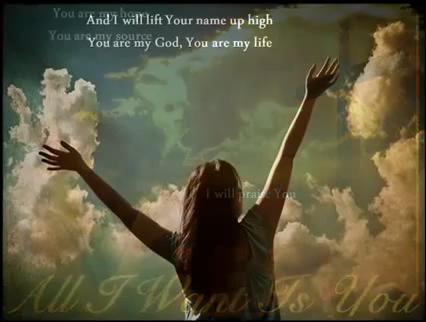 You are my hope
And I will lift Your name up high
You are my source
You are my God, You are my life
I will praise You
All I Want Is You